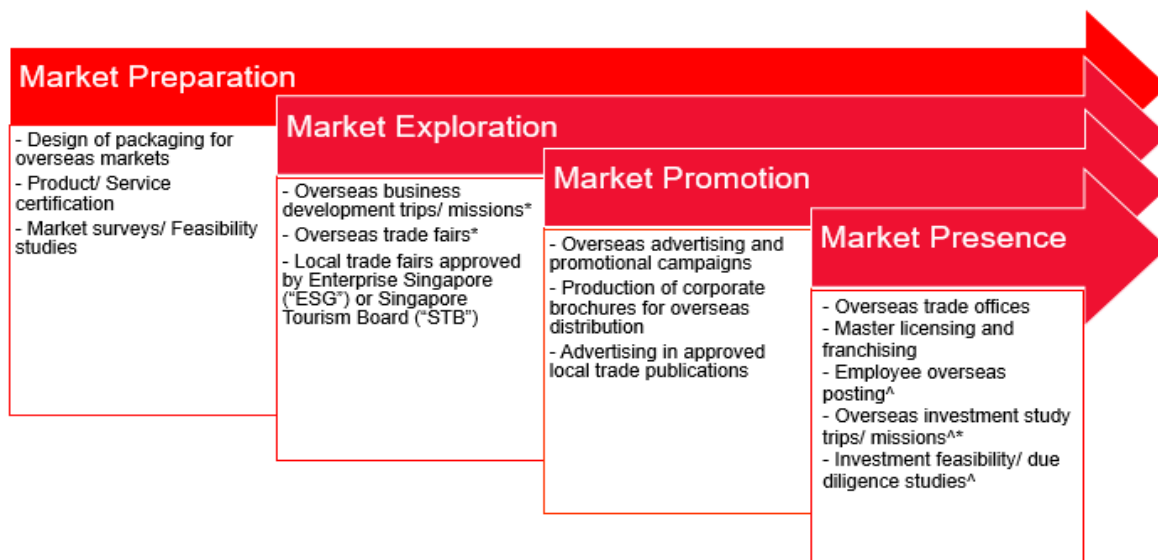 Market Preparation
- Design of packaging for
overseas markets
- Product/ Service
certification
- Market surveys/ Feasibility
studies
Market Exploration
- Overseas business
development trips/ missions*
- Overseas trade fairs*
- Local trade fairs approved
by Enterprise Singapore
(“ESG”) or Singapore
Tourism Board (“STB”)
Market Promotion
- Overseas advertising and
promotional campaigns
- Production of corporate
brochures for overseas
distribution
- Advertising in approved
local trade publications
Market Presence
- Overseas trade offices
- Master licensing and
franchising
- Employee overseas
posting^
- Overseas investment study
trips/ missions^*
- Investment feasibility/ due
diligence studies^